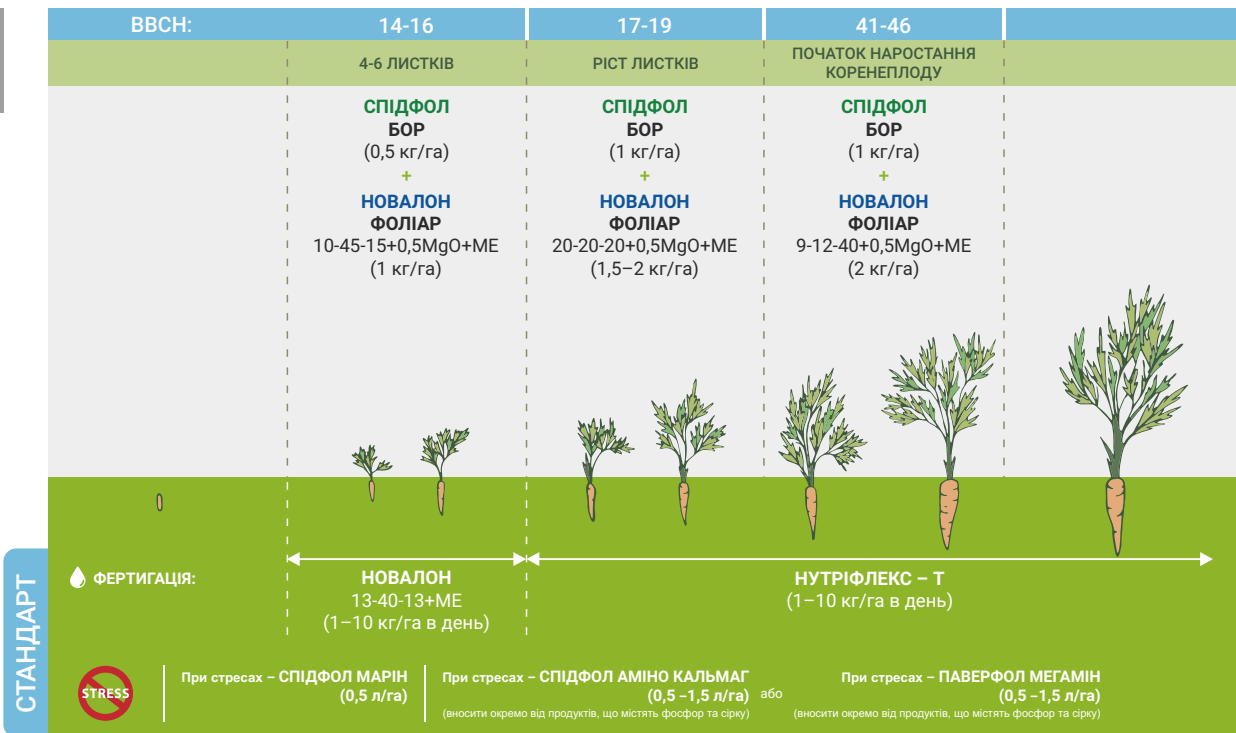 ВВСН:
14-16
17-19
41-46
4-6 ЛИСТКІВ
РІСТ ЛИСТКІВ
ПОЧАТОК НАРОСТАННЯ
КОРЕНЕПЛОДУ
СПІДФОЛ
БОР
(0,5 кг/га)
+
НОВАЛОН
ФОЛІАР
10-45-15+0,5MgO+ME
(1 кг/га)
СПІДФОЛ
БОР
(1 кг/га)
+
НОВАЛОН
ФОЛІАР
20-20-20+0,5MgO+ME
(1,5–2 кг/га)
СПІДФОЛ
БОР
(1 кг/га)
+
НОВАЛОН
ФОЛІАР
9-12-40+0,5MgO+ME
(2 кг/га)
СТАНДАРТ
ФЕРТИГАЦІЯ:
НОВАЛОН
13-40-13+ME
(1–10 кг/га в день)
НУТРІФЛЕКС – Т
(1–10 кг/га в день)
STRESS
При стресах – СПІДФОЛ МАРІН
(0,5 л/га)
При стресах – СПІДФОЛ АМІНО КАЛЬМАГ
(0,5 –1,5 л/га)
(вносити окремо від продуктів, що містять фосфор та сірку)
або
При стресах – ПАВЕРФОЛ МЕГАМІН
(0,5 –1,5 л/га)
(вносити окремо від продуктів, що містять фосфор та сірку)